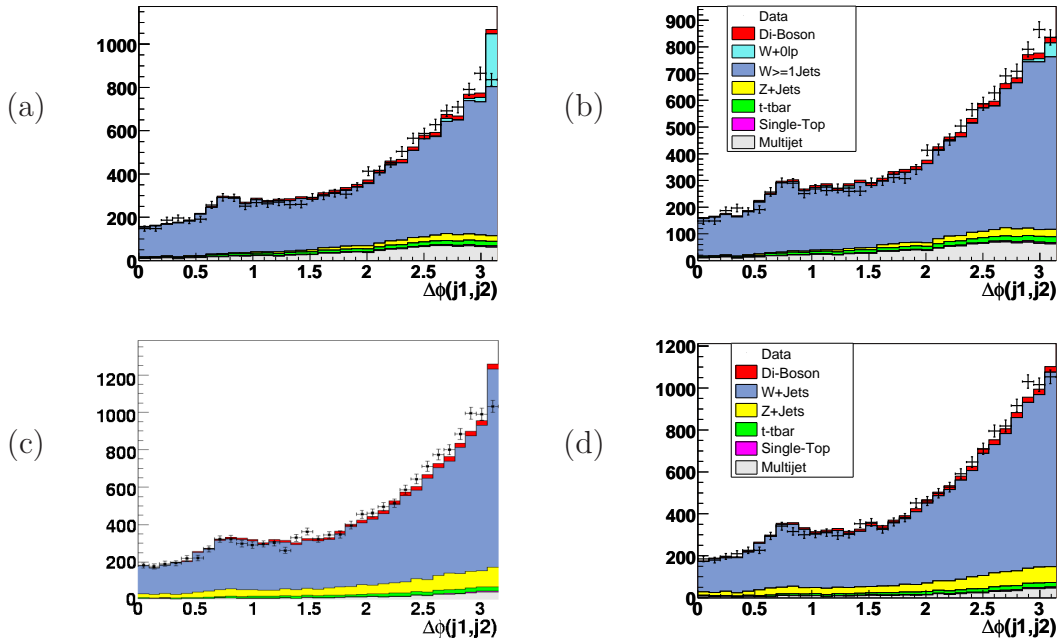 (a)
1000
800
600
400
200
0
0 0.5 1 1.5 2 2.5 3
Δϕ(j1,j2)
(b)
900
800
700
600
500
400
300
200
100
0
Data
Di-Boson
W+0lp
W>=1Jets
Z+Jets
t-tbar
Single-Top
Multijet
0 0.5 1 1.5 2 2.5 3
Δϕ(j1,j2)
(c)
1200
1000
800
600
400
200
0
0 0.5 1 1.5 2 2.5 3
Δϕ(j1,j2)
(d)
1200
1000
800
600
400
200
0
Data
Di-Boson
W+Jets
Z+Jets
t-tbar
Single-Top
Multijet
0 0.5 1 1.5 2 2.5 3
Δϕ(j1,j2)